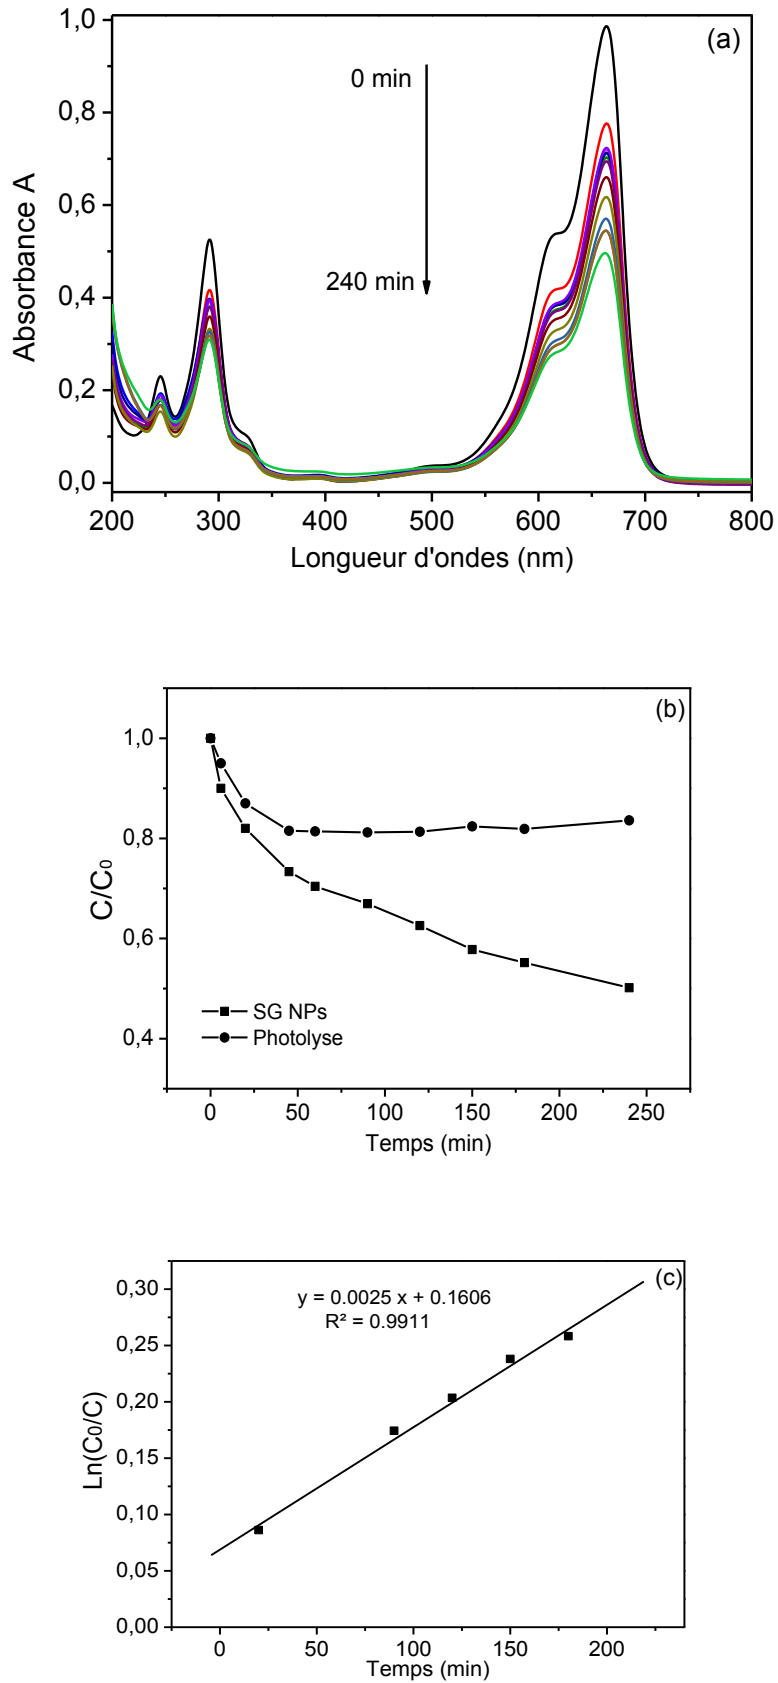 (a)
1,0
0,8
0,6
0,4
0,2
0,0
Absorbance A
0 min
240 min
200 300 400 500 600 700 800
Longueur d'ondes (nm)
(b)
1,0
0,8
0,6
0,4
C/C₀
SG NPs
Photolyse
0 50 100 150 200 250
Temps (min)
(c)
0,30
0,25
0,20
0,15
0,10
0,05
0,00
Ln(C₀/C)
y = 0.0025 x + 0.1606
R² = 0.9911
0 50 100 150 200
Temps (min)